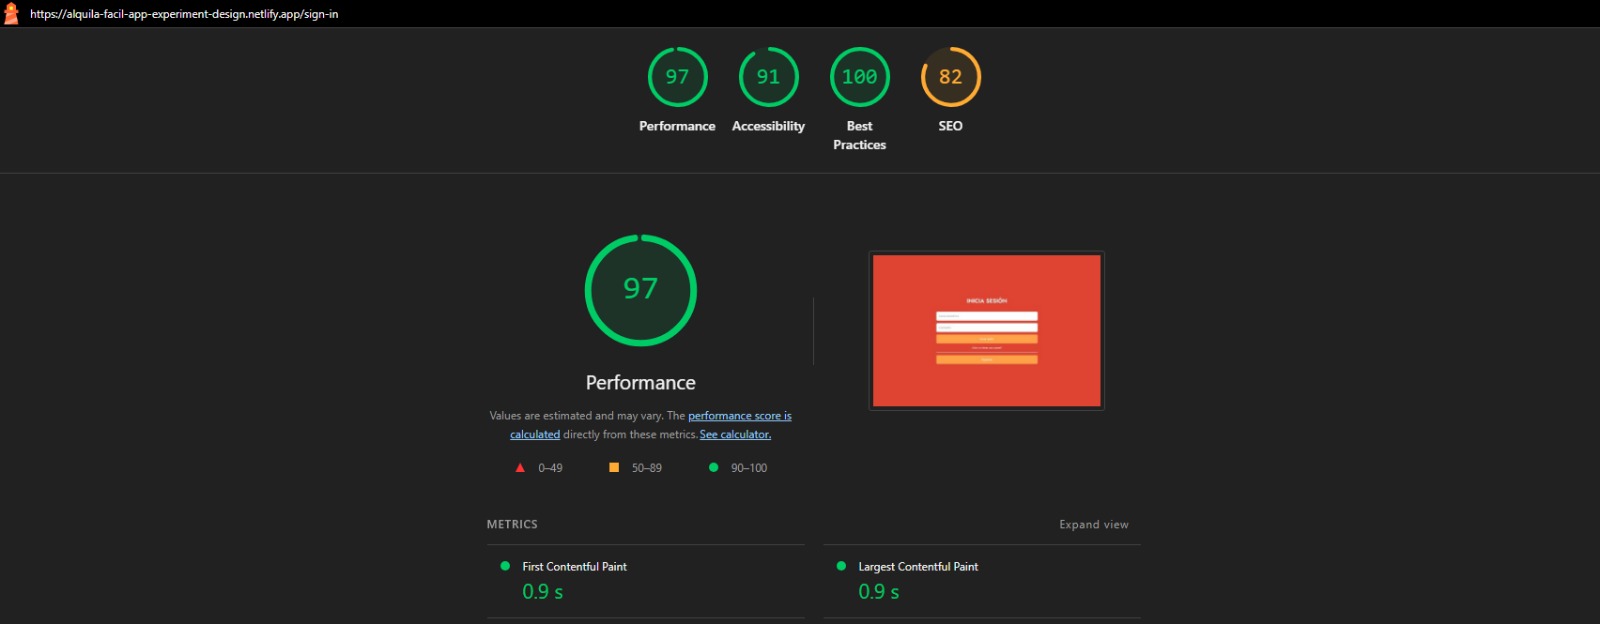 https://alquila-facil-app-experiment-design.netlify.app/sign-in
97
91
100
82
Performance
Accessibility
Best
Practices
SEO
97
Performance
Values are estimated and may vary. The performance score is
calculated directly from these metrics. See calculator.
0–49
50–89
90–100
INICIA SESIÓN
METRICS
Expand view
First Contentful Paint
0.9 s
Largest Contentful Paint
0.9 s